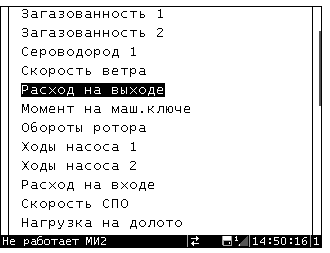 Загазованность 1
Загазованность 2
Сероводород 1
Скорость ветра
Расход на выходе
Момент на маш.ключе
Обороты ротора
Ходы насоса 1
Ходы насоса 2
Расход на входе
Скорость СПО
Нагрузка на долото
Не работает МИ2 14:50:16 1